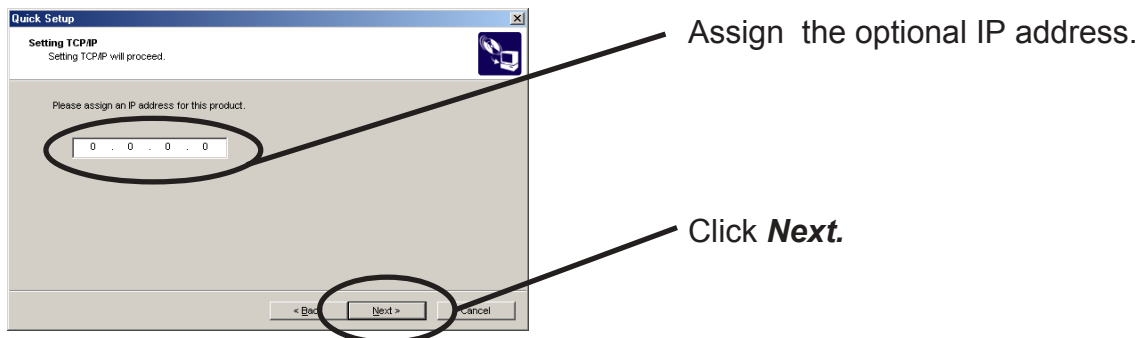 Quick Setup
Setting TCP/IP
Setting TCP/IP will proceed.
Please assign an IP address for this product.
0 . 0 . 0 . 0
< Back
Next >
Cancel
Assign the optional IP address.
Click Next.